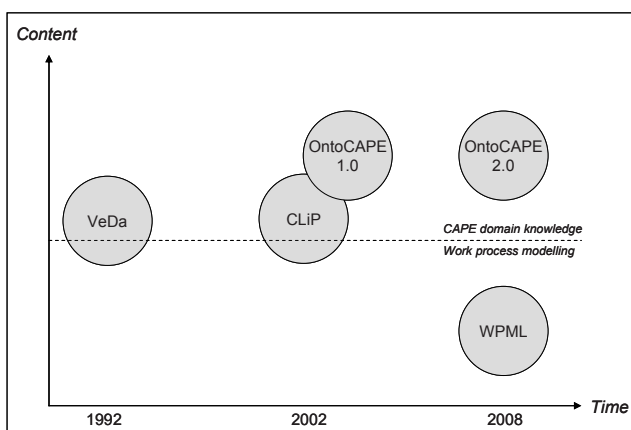 Content
OntoCAPE
1.0
OntoCAPE
2.0
VeDa
CLiP
CAPE domain knowledge
Work process modelling
WPML
Time
1992
2002
2008